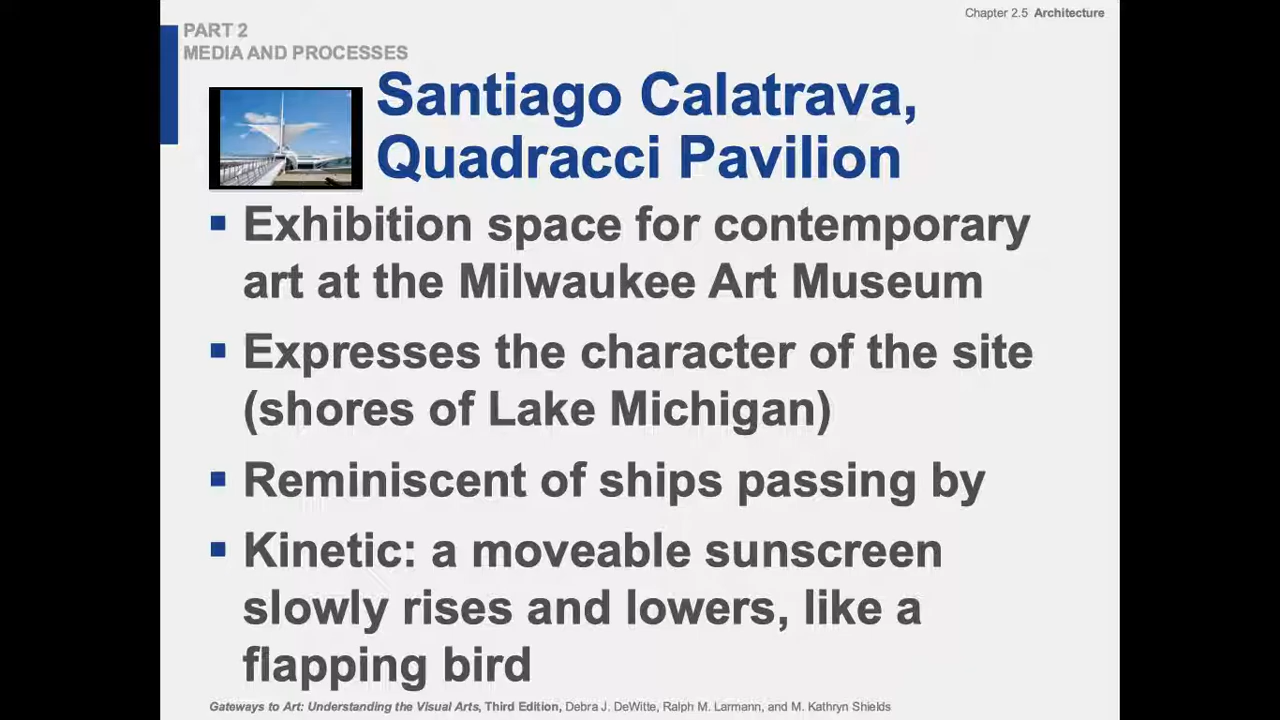 Chapter 2.5 Architecture
PART 2
MEDIA AND PROCESSES
Santiago Calatrava,
Quadracci Pavilion
▪ Exhibition space for contemporary
art at the Milwaukee Art Museum
▪ Expresses the character of the site
(shores of Lake Michigan)
▪ Reminiscent of ships passing by
▪ Kinetic: a moveable sunscreen
slowly rises and lowers, like a
flapping bird
Gateways to Art: Understanding the Visual Arts, Third Edition, Debra J. DeWitte, Ralph M. Larmann, and M. Kathryn Shields